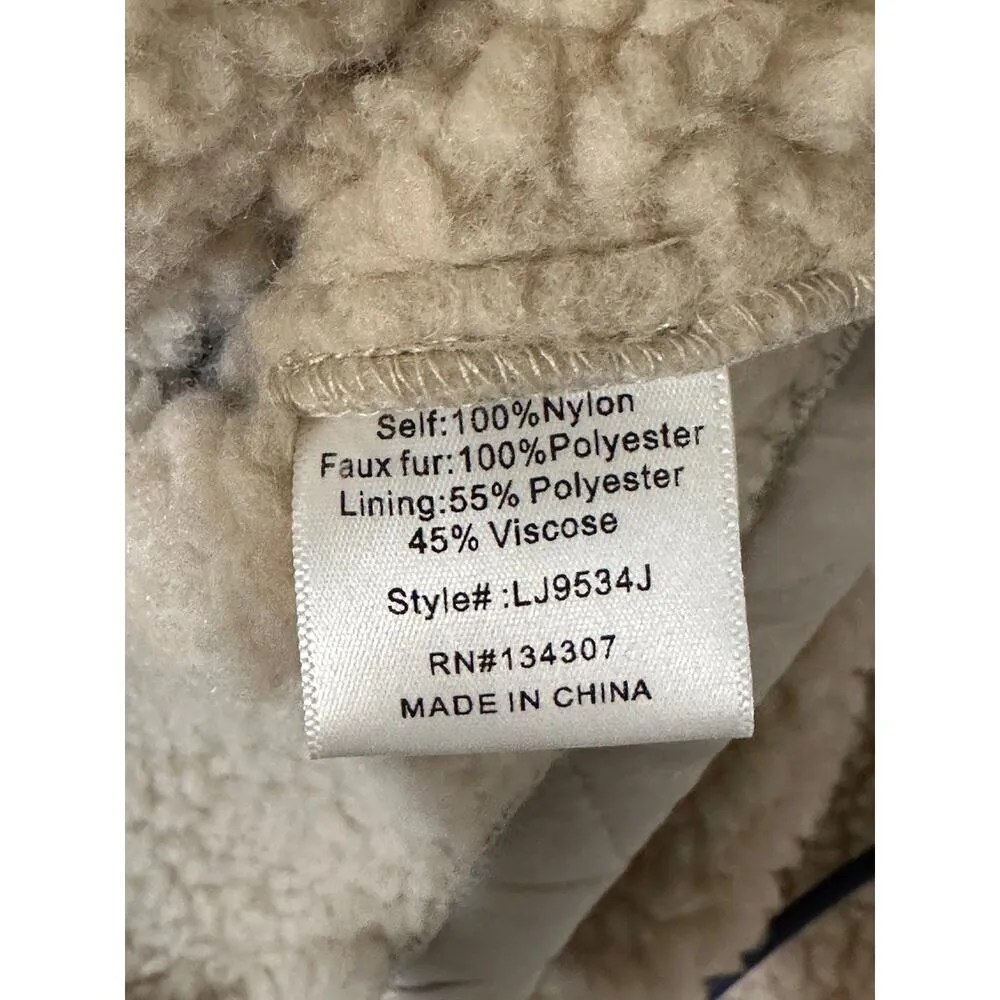 Self:100%Nylon
Faux fur:100%Polyester
Lining:55% Polyester
45% Viscose
Style# :LJ9534J
RN#134307
MADE IN CHINA